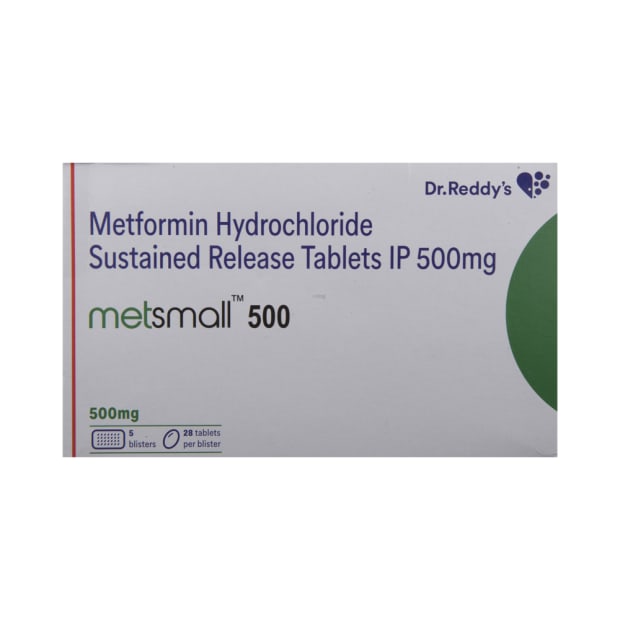 Dr.Reddy's
Metformin Hydrochloride
Sustained Release Tablets IP 500mg
metsmall™ 500
500mg
5 blisters
28 tablets per blister